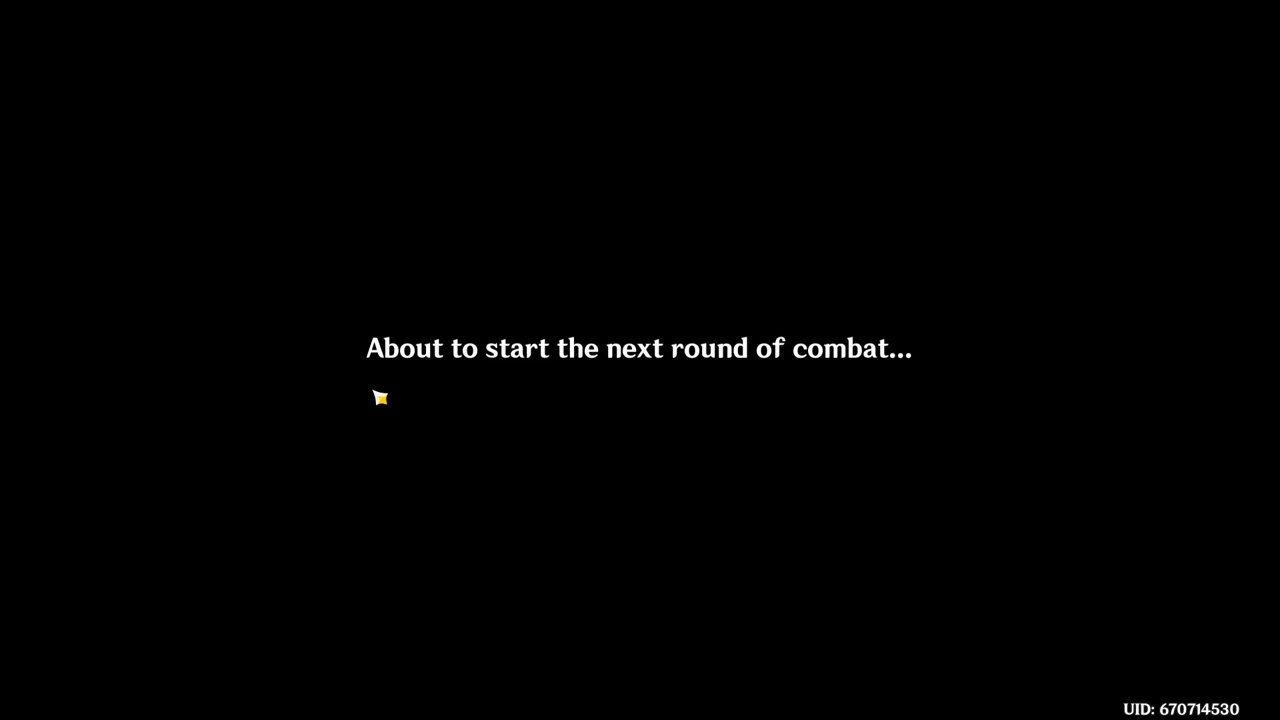 About to start the next round of combat...
UID: 670714530